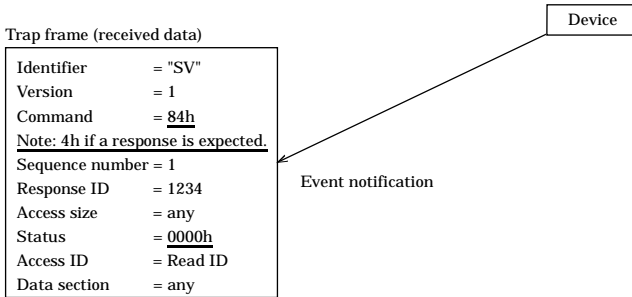 Device
Trap frame (received data)
Identifier = "SV"
Version = 1
Command = 84h
Note: 4h if a response is expected.
Sequence number = 1
Response ID = 1234
Access size = any
Status = 0000h
Access ID = Read ID
Data section = any
Event notification